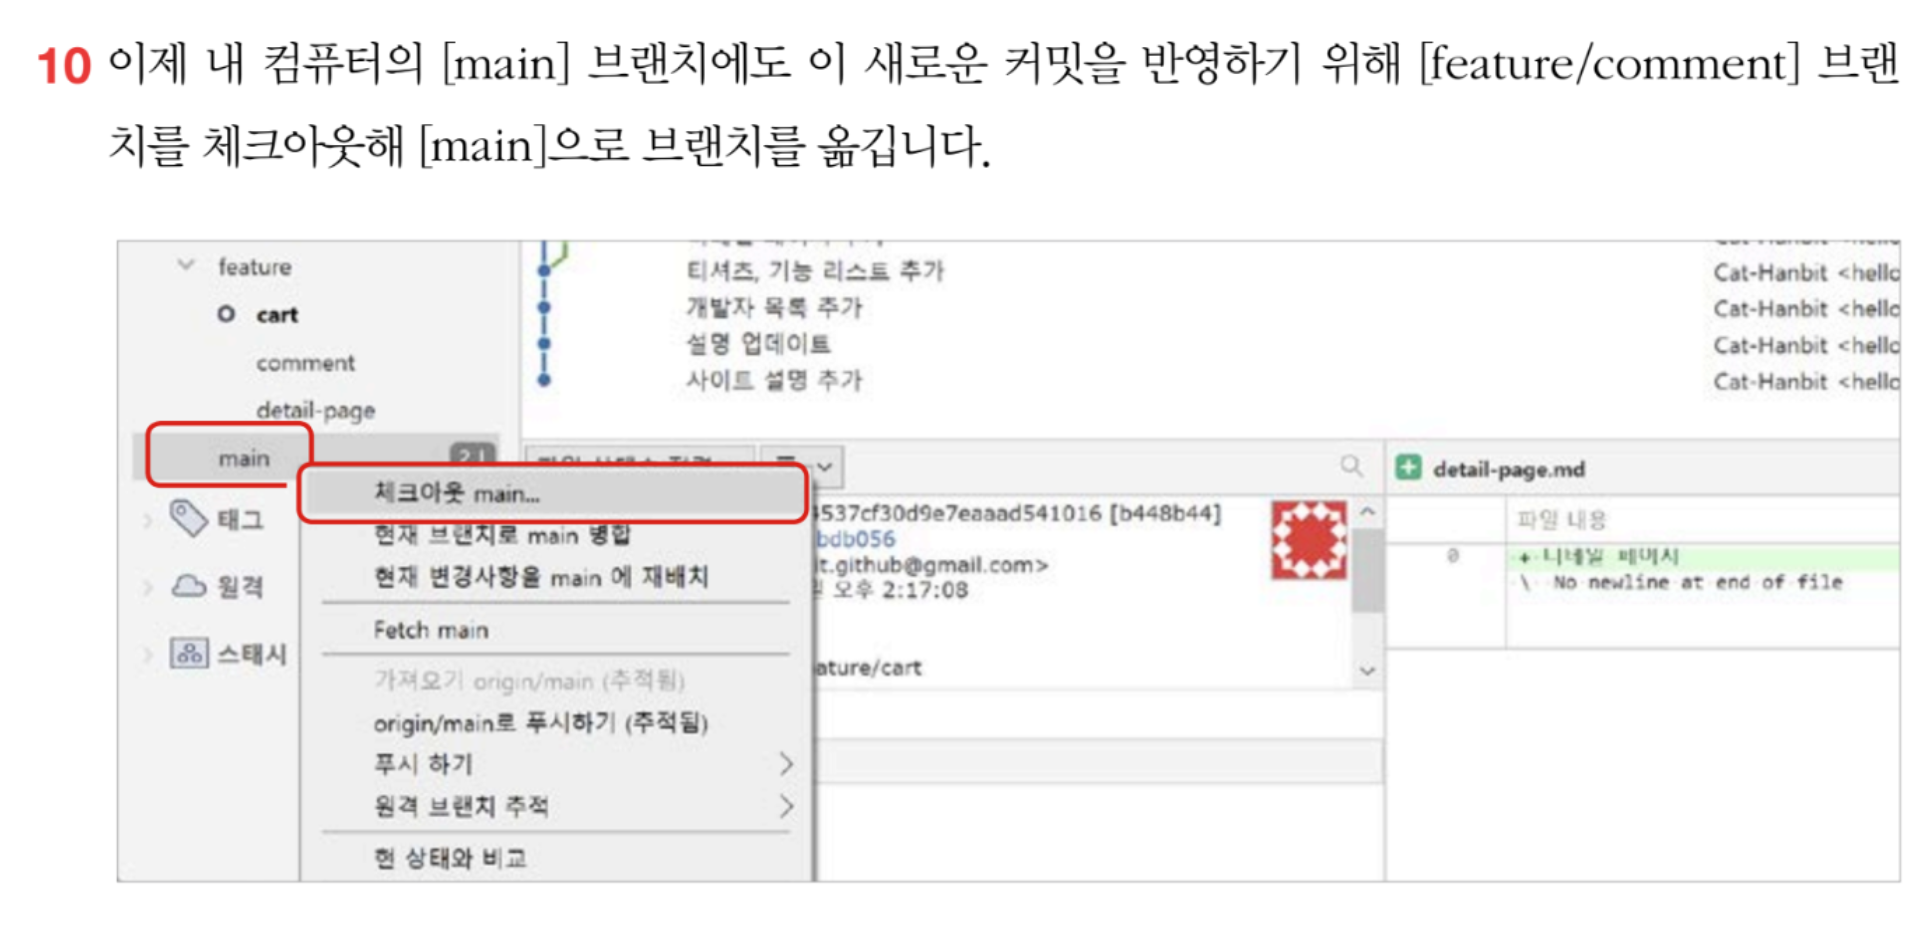 10 이제 내 컴퓨터의 [main] 브랜치에도 이 새로운 커밋을 반영하기 위해 [feature/comment] 브랜
치를 체크아웃해 [main]으로 브랜치를 옮깁니다.
feature
cart
comment
detail-page
main
태그
원격
스태시
티셔츠, 기능 리스트 추가 Cat-Hanbit <hello
개발자 목록 추가 Cat-Hanbit <hello
설명 업데이트 Cat-Hanbit <hello
사이트 설명 추가 Cat-Hanbit <hello
체크아웃 main...
현재 브랜치로 main 병합
현재 변경사항을 main 에 재배치
Fetch main
가져오기 origin/main (추적됨)
origin/main로 푸시하기 (추적됨)
푸시 하기
원격 브랜치 추적
현 상태와 비교
4537cf30d9e7eaaad541016 [b448b44]
bdb056
it.github@gmail.com>
오후 2:17:08
ature/cart
detail-page.md
파일 내용
0 + 디테일 페이지
\ No newline at end of file